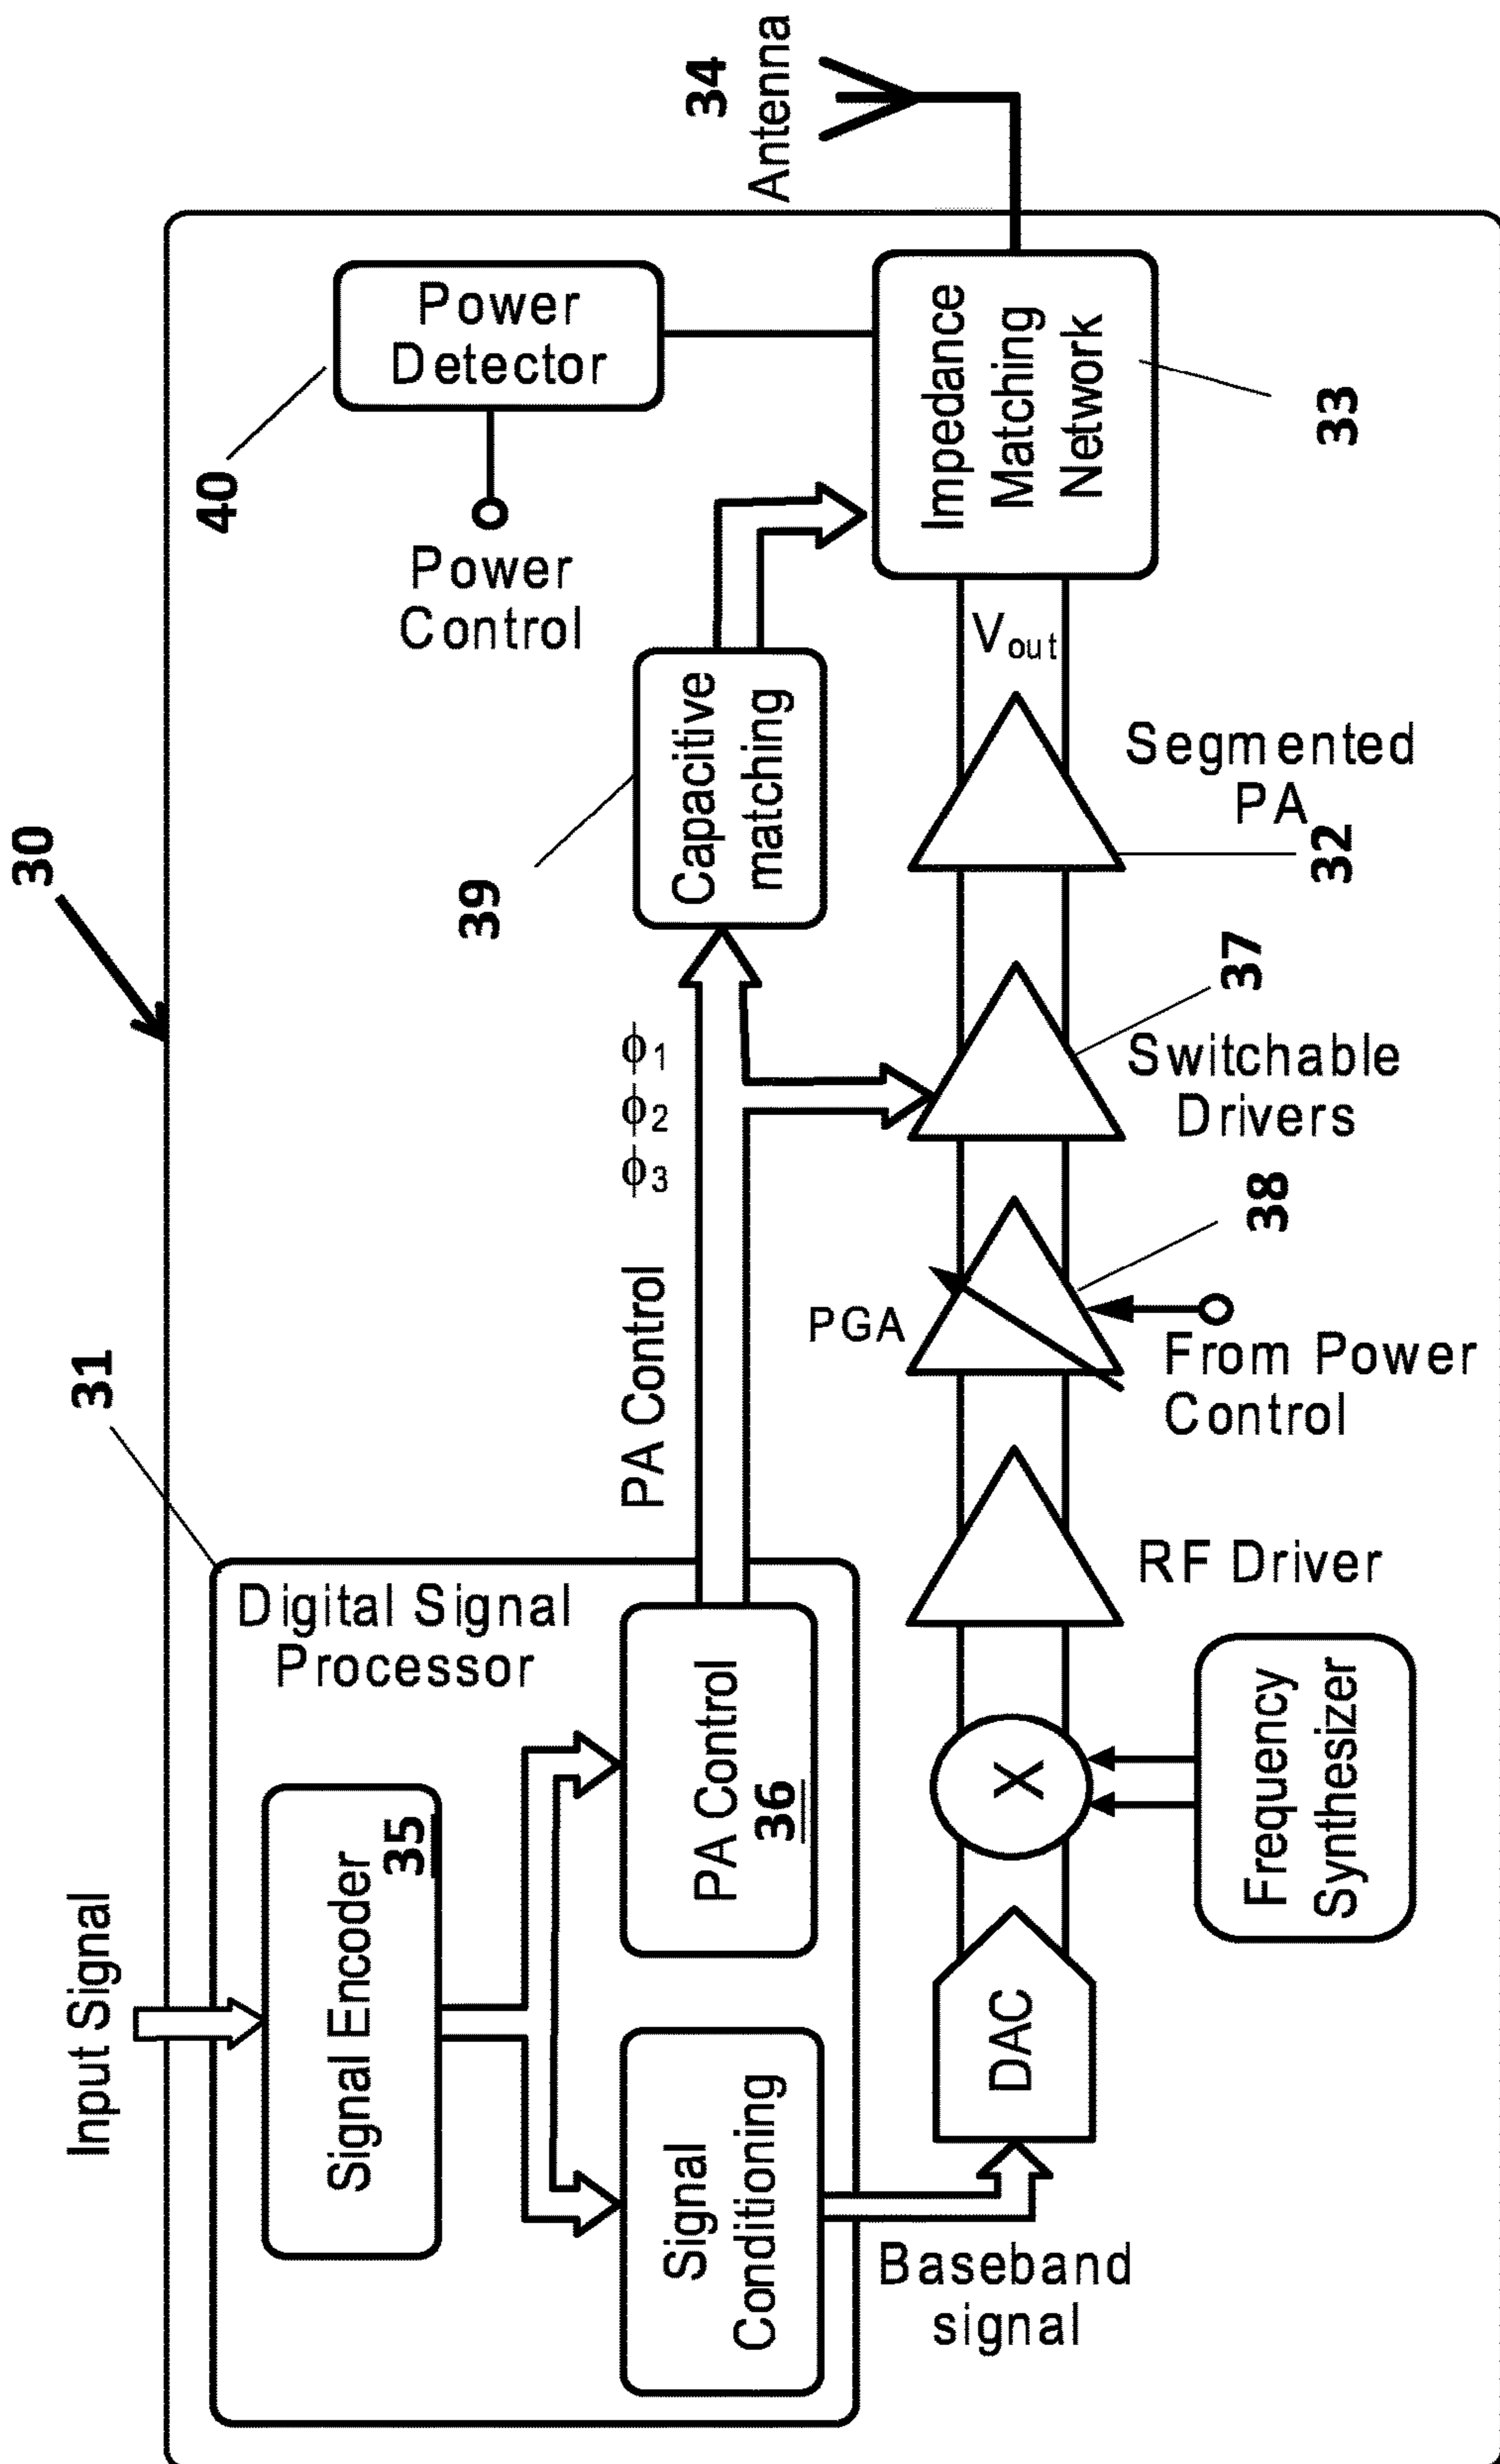 30
31
Input Signal
Digital Signal
Processor
Signal Encoder
35
Signal
Conditioning
PA Control
36
Baseband
signal
PA Control
ϕ1
ϕ2
ϕ3
39
Capacitive
matching
40
Power
Detector
Power
Control
34
Antenna
DAC
X
Frequency
Synthesizer
RF Driver
PGA
38
From Power
Control
37
Switchable
Drivers
Segmented
PA
32
Vout
Impedance
Matching
Network
33